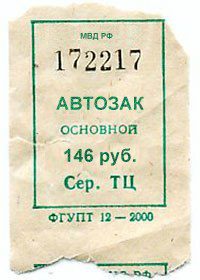 МВД РФ
172217
АВТОЗАК
ОСНОВНОЙ
146 руб.
Сер. ТЦ
ФГУПТ 12 — 2000